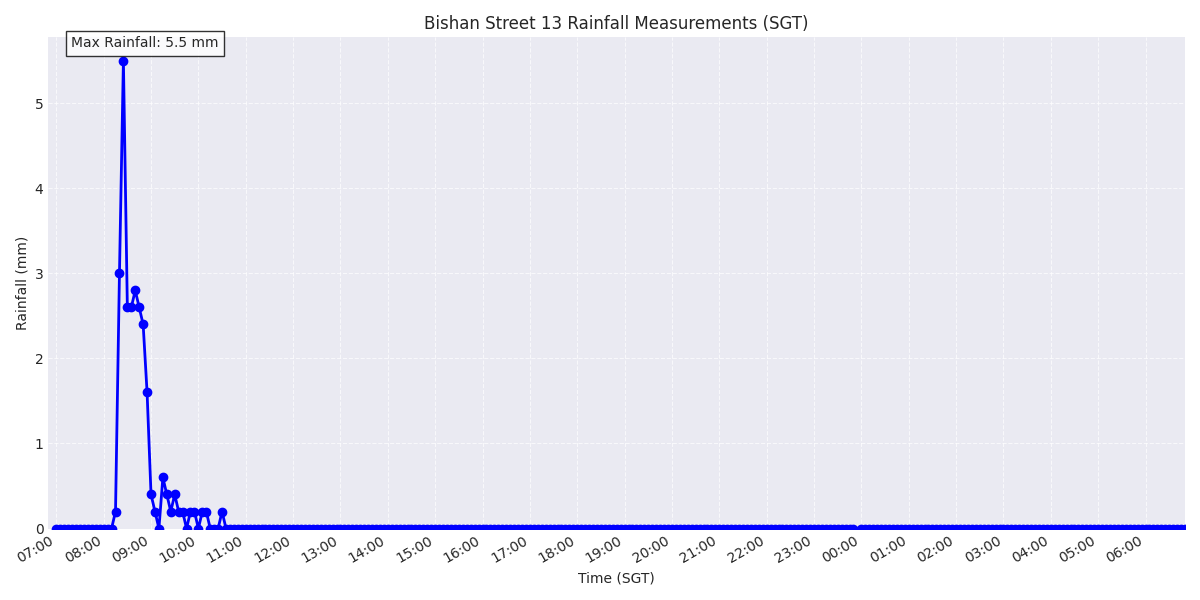 Bishan Street 13 Rainfall Measurements (SGT)
Max Rainfall: 5.5 mm
Rainfall (mm)
5
4
3
2
1
0
07:00 08:00 09:00 10:00 11:00 12:00 13:00 14:00 15:00 16:00 17:00 18:00 19:00 20:00 21:00 22:00 23:00 00:00 01:00 02:00 03:00 04:00 05:00 06:00
Time (SGT)